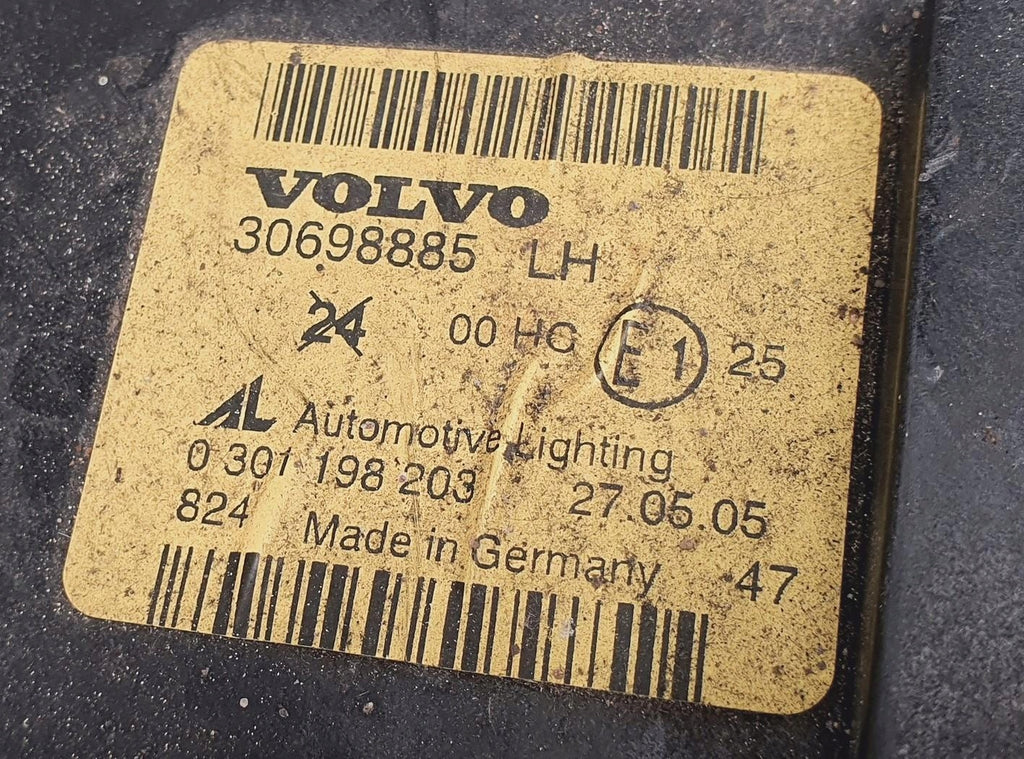 VOLVO
30698885 LH
24 00 HC E1 25
AL Automotive Lighting
0 301 198 203 27.05.05
824 Made in Germany 47